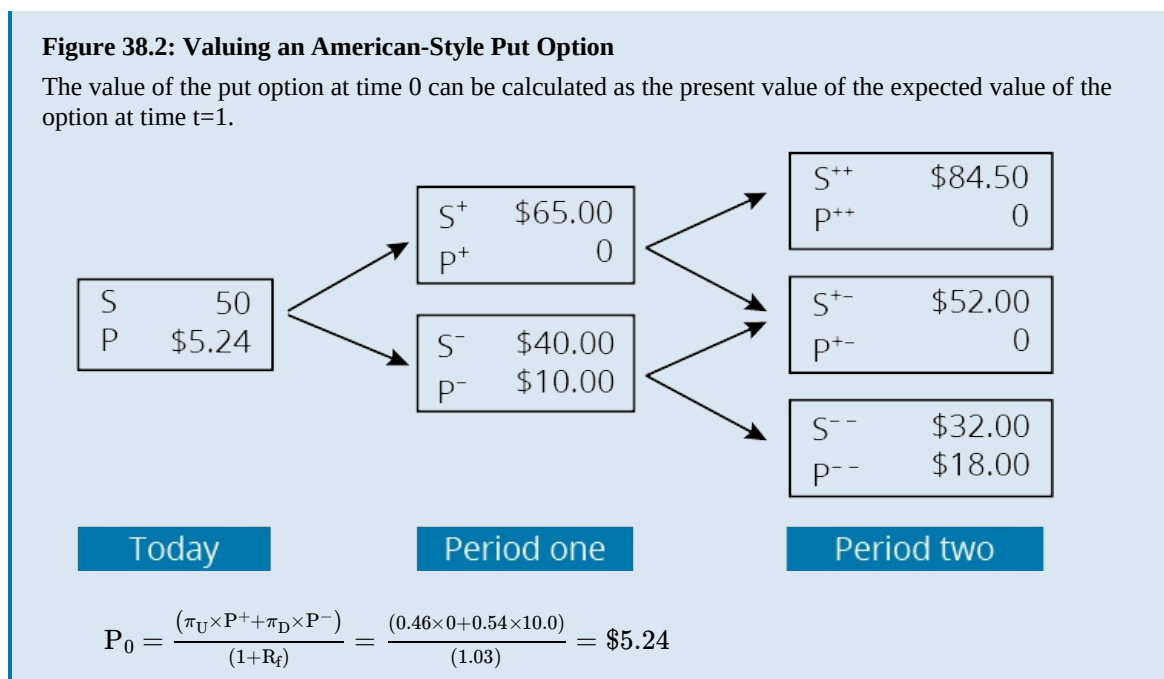 Figure 38.2: Valuing an American-Style Put Option
The value of the put option at time 0 can be calculated as the present value of the expected value of the
option at time t=1.
S 50
P $5.24
S⁺ $65.00
P⁺ 0
S⁻ $40.00
P⁻ $10.00
S⁺⁺ $84.50
P⁺⁺ 0
S⁺⁻ $52.00
P⁺⁻ 0
S⁻⁻ $32.00
P⁻⁻ $18.00
Today Period one Period two
P₀ = (π_U×P⁺+π_D×P⁻)/(1+R_f) = (0.46×0+0.54×10.0)/(1.03) = $5.24